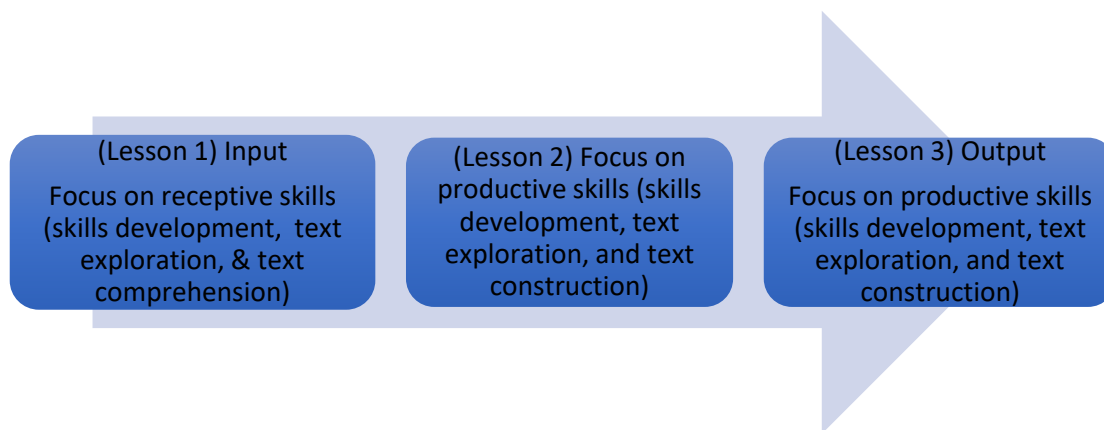 (Lesson 1) Input
Focus on receptive skills
(skills development, text
exploration, & text
comprehension)
(Lesson 2) Focus on
productive skills (skills
development, text
exploration, and text
construction)
(Lesson 3) Output
Focus on productive skills
(skills development, text
exploration, and text
construction)